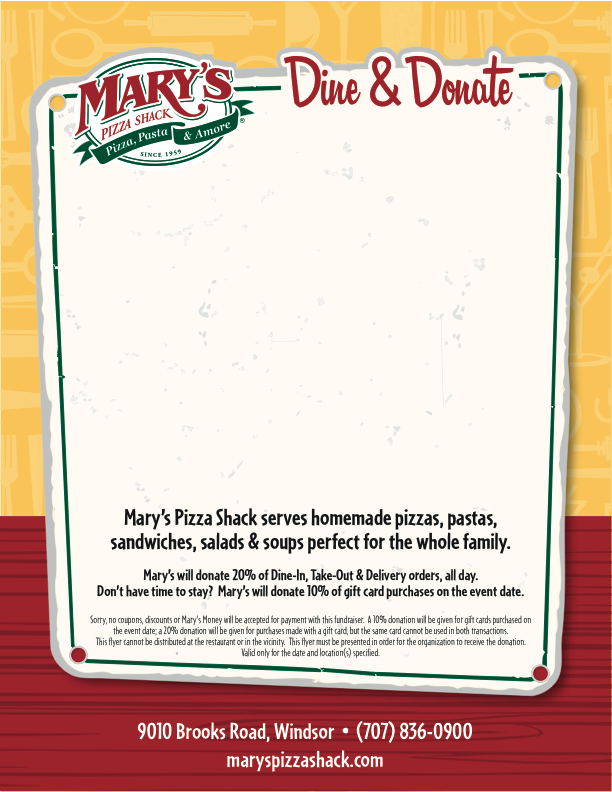 MARY'S
PIZZA SHACK
Pizza, Pasta & Amore
SINCE 1959
®
Dine & Donate
Mary's Pizza Shack serves homemade pizzas, pastas,
sandwiches, salads & soups perfect for the whole family.
Mary's will donate 20% of Dine-In, Take-Out & Delivery orders, all day.
Don't have time to stay?  Mary's will donate 10% of gift card purchases on the event date.
Sorry, no coupons, discounts or Mary's Money will be accepted for payment with this fundraiser.  A 10% donation will be given for gift cards purchased on
the event date; a 20% donation will be given for purchases made with a gift card, but the same card cannot be used in both transactions.
This flyer cannot be distributed at the restaurant or in the vicinity.  This flyer must be presented in order for the organization to receive the donation.
Valid only for the date and location(s) specified.
9010 Brooks Road, Windsor • (707) 836-0900
maryspizzashack.com